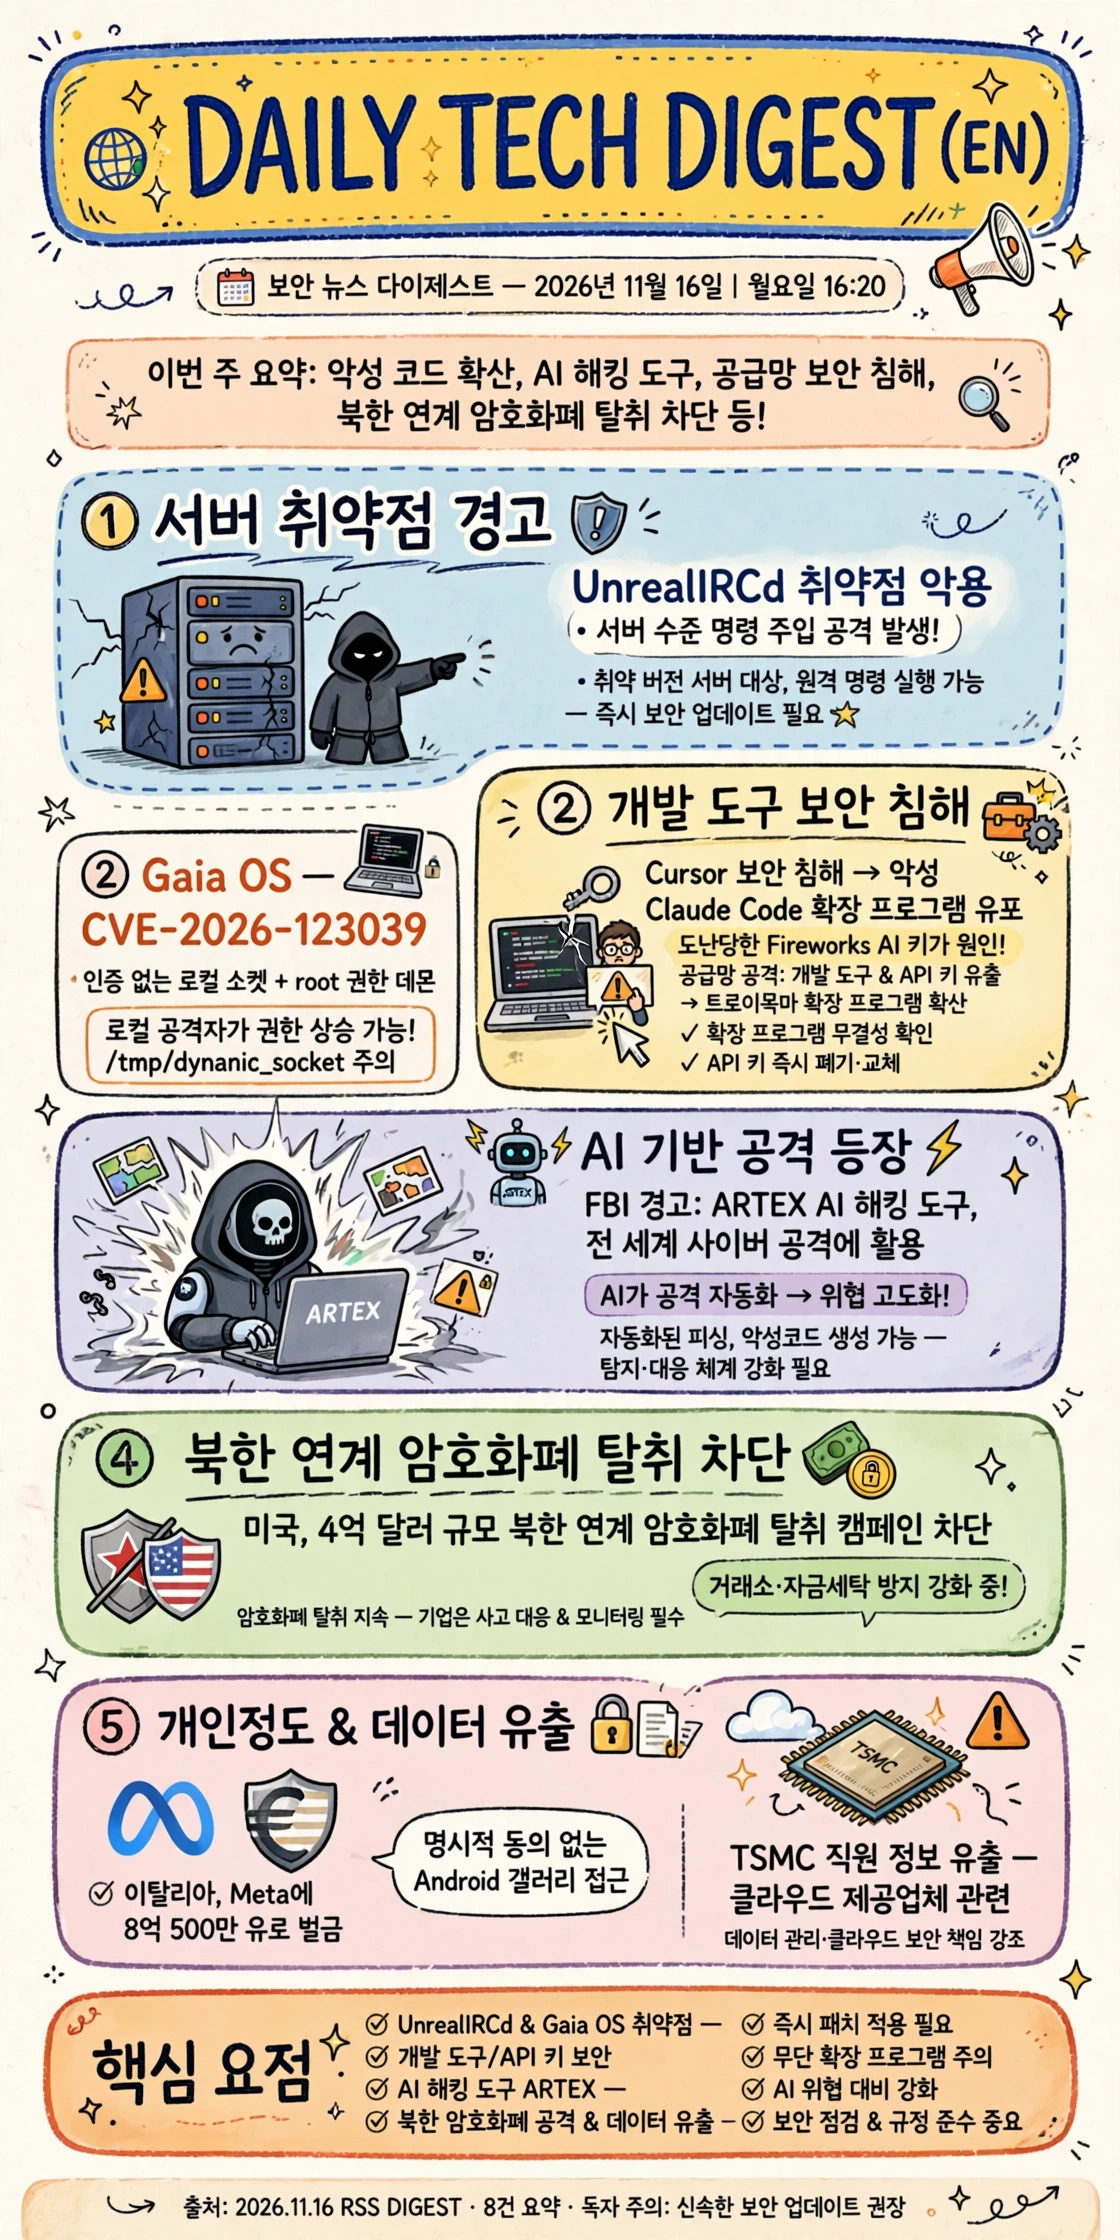 DAILY TECH DIGEST (EN)
보안 뉴스 다이제스트 — 2026년 11월 16일 | 월요일 16:20
이번 주 요약: 악성 코드 확산, AI 해킹 도구, 공급망 보안 침해,
북한 연계 암호화폐 탈취 차단 등!
① 서버 취약점 경고
UnrealIRCd 취약점 악용
• 서버 수준 명령 주입 공격 발생!
• 취약 버전 서버 대상, 원격 명령 실행 가능
— 즉시 보안 업데이트 필요
② Gaia OS —
CVE-2026-123039
• 인증 없는 로컬 소켓 + root 권한 데몬
로컬 공격자가 권한 상승 가능!
/tmp/dynanic_socket 주의
② 개발 도구 보안 침해
Cursor 보안 침해 → 악성
Claude Code 확장 프로그램 유포
도난당한 Fireworks AI 키가 원인!
공급망 공격: 개발 도구 & API 키 유출
→ 트로이목마 확장 프로그램 확산
✓ 확장 프로그램 무결성 확인
✓ API 키 즉시 폐기·교체
ARTEX
AI 기반 공격 등장
FBI 경고: ARTEX AI 해킹 도구,
전 세계 사이버 공격에 활용
AI가 공격 자동화 → 위협 고도화!
자동화된 피싱, 악성코드 생성 가능 —
탐지·대응 체계 강화 필요
④ 북한 연계 암호화폐 탈취 차단
미국, 4억 달러 규모 북한 연계 암호화폐 탈취 캠페인 차단
거래소·자금세탁 방지 강화 중!
암호화폐 탈취 지속 — 기업은 사고 대응 & 모니터링 필수
⑤ 개인정도 & 데이터 유출
이탈리아, Meta에
8억 500만 유로 벌금
명시적 동의 없는
Android 갤러리 접근
TSMC
TSMC 직원 정보 유출 —
클라우드 제공업체 관련
데이터 관리·클라우드 보안 책임 강조
핵심 요점
UnrealIRCd & Gaia OS 취약점 — 즉시 패치 적용 필요
개발 도구/API 키 보안 무단 확장 프로그램 주의
AI 해킹 도구 ARTEX — AI 위협 대비 강화
북한 암호화폐 공격 & 데이터 유출 – 보안 점검 & 규정 준수 중요
출처: 2026.11.16 RSS DIGEST · 8건 요약 · 독자 주의: 신속한 보안 업데이트 권장